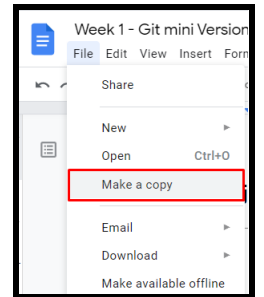 Week 1 - Git mini Version
File Edit View Insert Form
Share
New
Open Ctrl+O
Make a copy
Email
Download
Make available offline